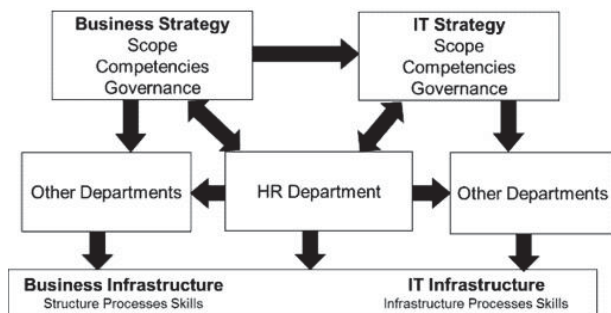 Business Strategy
Scope
Competencies
Governance
IT Strategy
Scope
Competencies
Governance
Other Departments
HR Department
Other Departments
Business Infrastructure
Structure Processes Skills
IT Infrastructure
Infrastructure Processes Skills